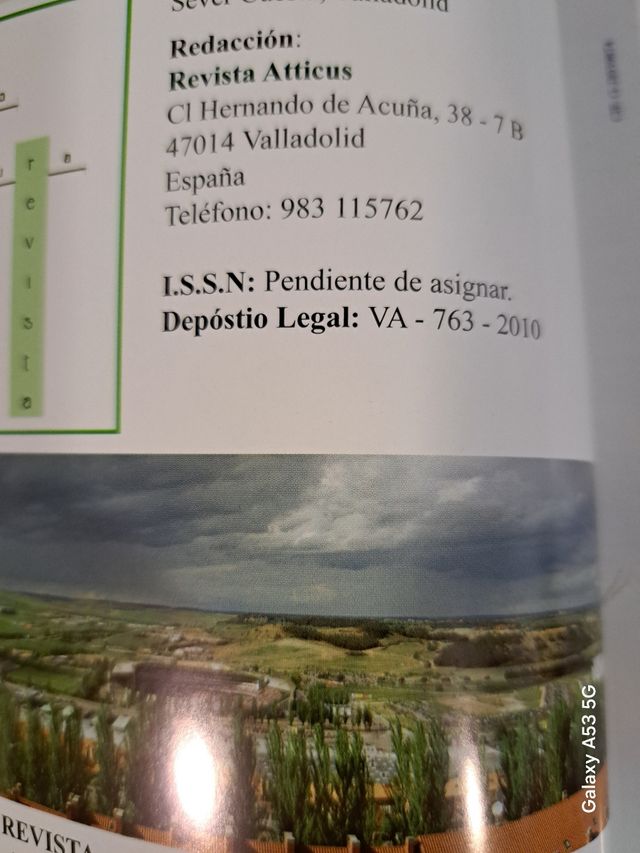 Redacción:
Revista Atticus
Cl Hernando de Acuña, 38 - 7 B
47014 Valladolid
España
Teléfono: 983 115762
I.S.S.N: Pendiente de asignar.
Depóstio Legal: VA - 763 - 2010
revista
REVISTA
Galaxy A53 5G